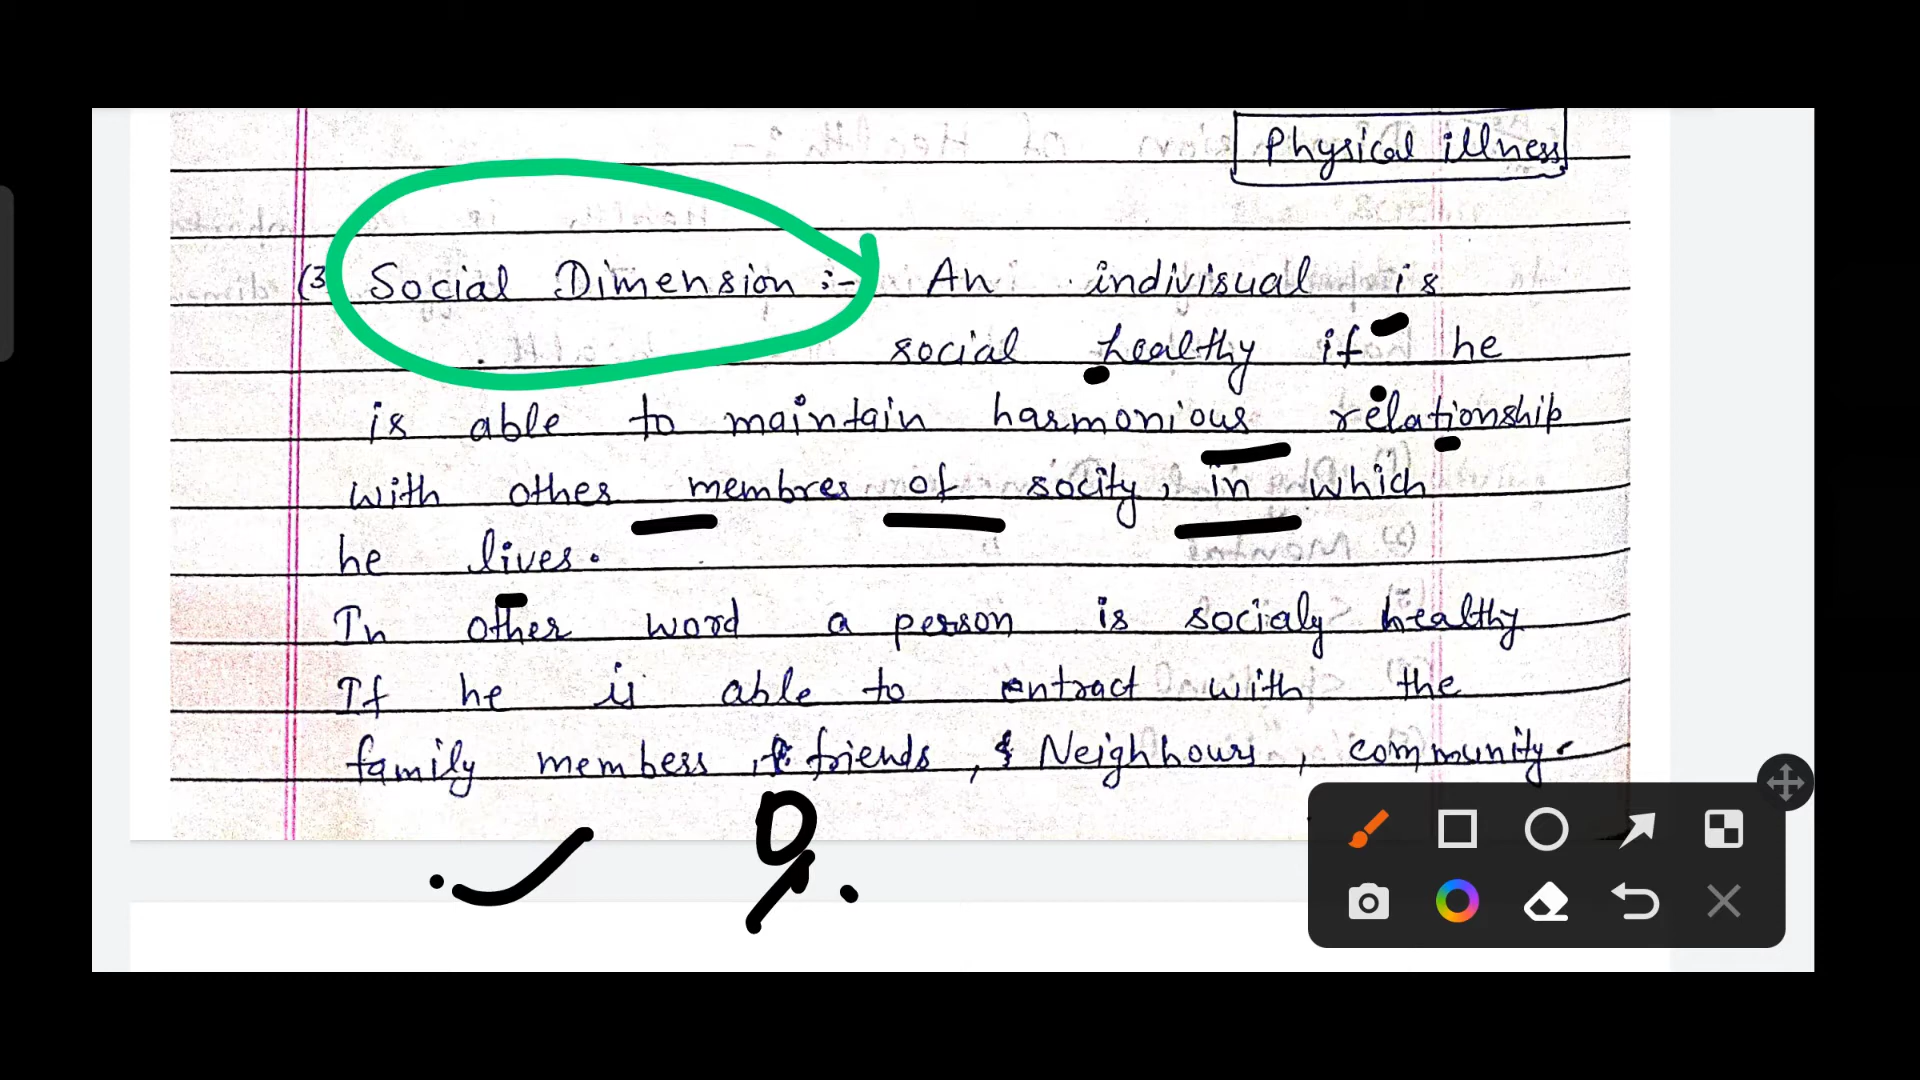 Physical illness
(3) Social Dimension :- An indivisual is
social healthy if he
is able to maintain harmonious relationship
with other membres of socity, in which
he lives.
In other word a person is socialy healthy
If he is able to entract with the
family members, & friends, & Neighbours, community.